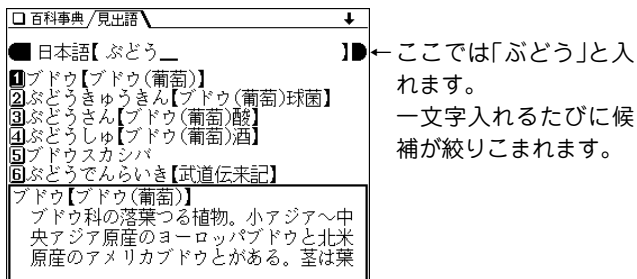 百科事典/見出語 ↓
日本語【 ぶどう_ 】
1ブドウ【ブドウ(葡萄)】
2ぶどうきゅうきん【ブドウ(葡萄)球菌】
3ぶどうさん【ブドウ(葡萄)酸】
4ぶどうしゅ【ブドウ(葡萄)酒】
5ブドウスカシバ
6ぶどうでんらいき【武道伝来記】
ブドウ【ブドウ(葡萄)】
ブドウ科の落葉つる植物。小アジア〜中
央アジア原産のヨーロッパブドウと北米
原産のアメリカブドウとがある。茎は葉
←ここでは「ぶどう」と入
れます。
一文字入れるたびに候
補が絞りこまれます。